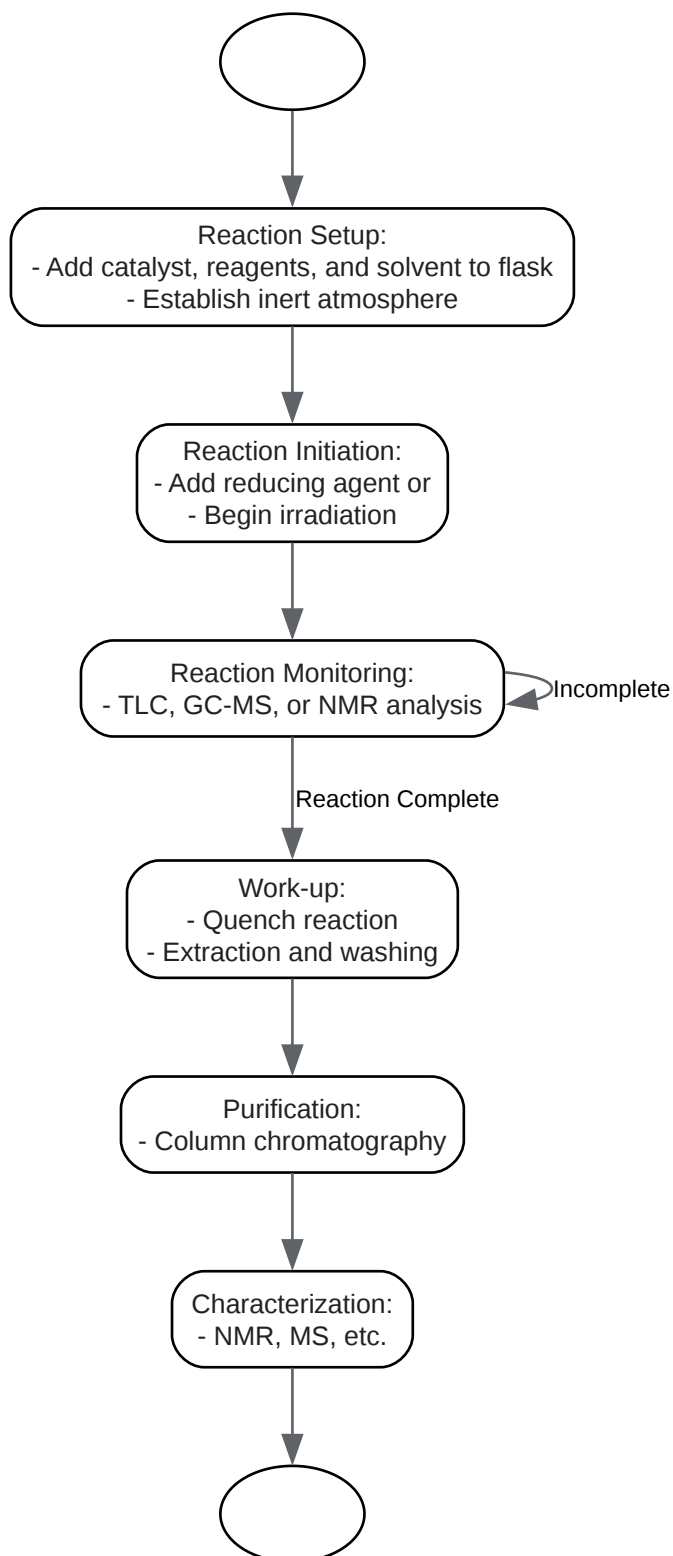 Reaction Setup:
- Add catalyst, reagents, and solvent to flask
- Establish inert atmosphere
Reaction Initiation:
- Add reducing agent or
- Begin irradiation
Reaction Monitoring:
- TLC, GC-MS, or NMR analysis
Incomplete
Reaction Complete
Work-up:
- Quench reaction
- Extraction and washing
Purification:
- Column chromatography
Characterization:
- NMR, MS, etc.